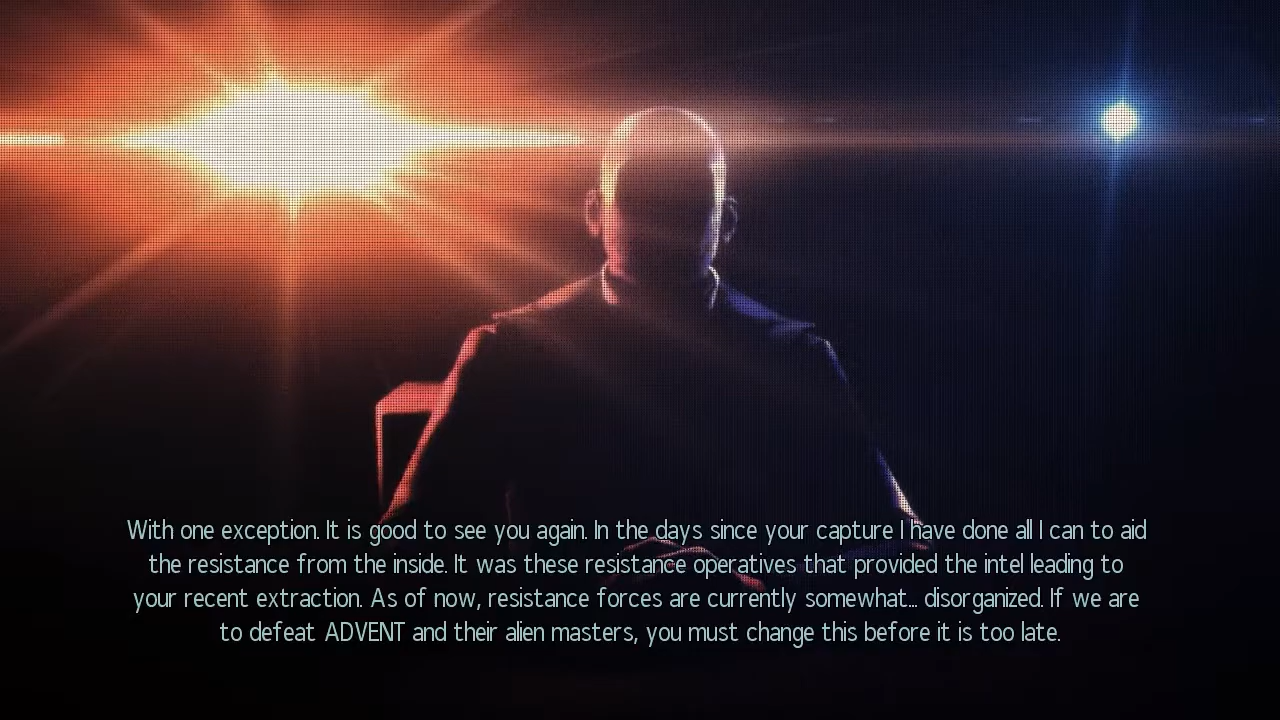 With one exception. It is good to see you again. In the days since your capture I have done all I can to aid
the resistance from the inside. It was these resistance operatives that provided the intel leading to
your recent extraction. As of now, resistance forces are currently somewhat... disorganized. If we are
to defeat ADVENT and their alien masters, you must change this before it is too late.